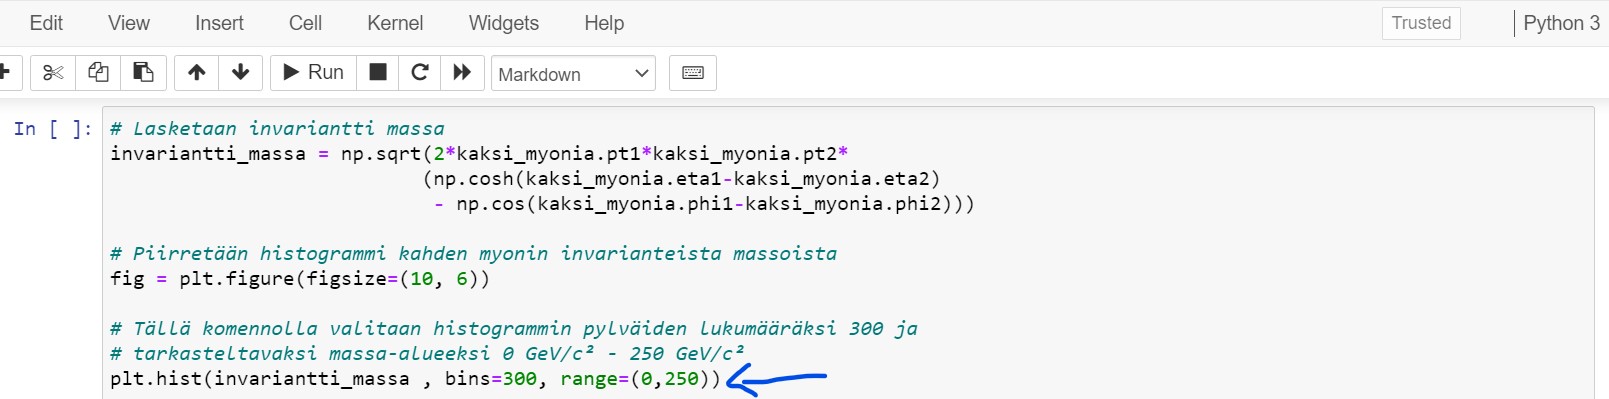 Edit View Insert Cell Kernel Widgets Help Trusted Python 3
Run Markdown
In [ ]: # Lasketaan invariantti massa
invariantti_massa = np.sqrt(2*kaksi_myonia.pt1*kaksi_myonia.pt2*
(np.cosh(kaksi_myonia.eta1-kaksi_myonia.eta2)
- np.cos(kaksi_myonia.phi1-kaksi_myonia.phi2)))
# Piirretään histogrammi kahden myonin invarianteista massoista
fig = plt.figure(figsize=(10, 6))
# Tällä komennolla valitaan histogrammin pylväiden lukumääräksi 300 ja
# tarkasteltavaksi massa-alueeksi 0 GeV/c² - 250 GeV/c²
plt.hist(invariantti_massa , bins=300, range=(0,250))